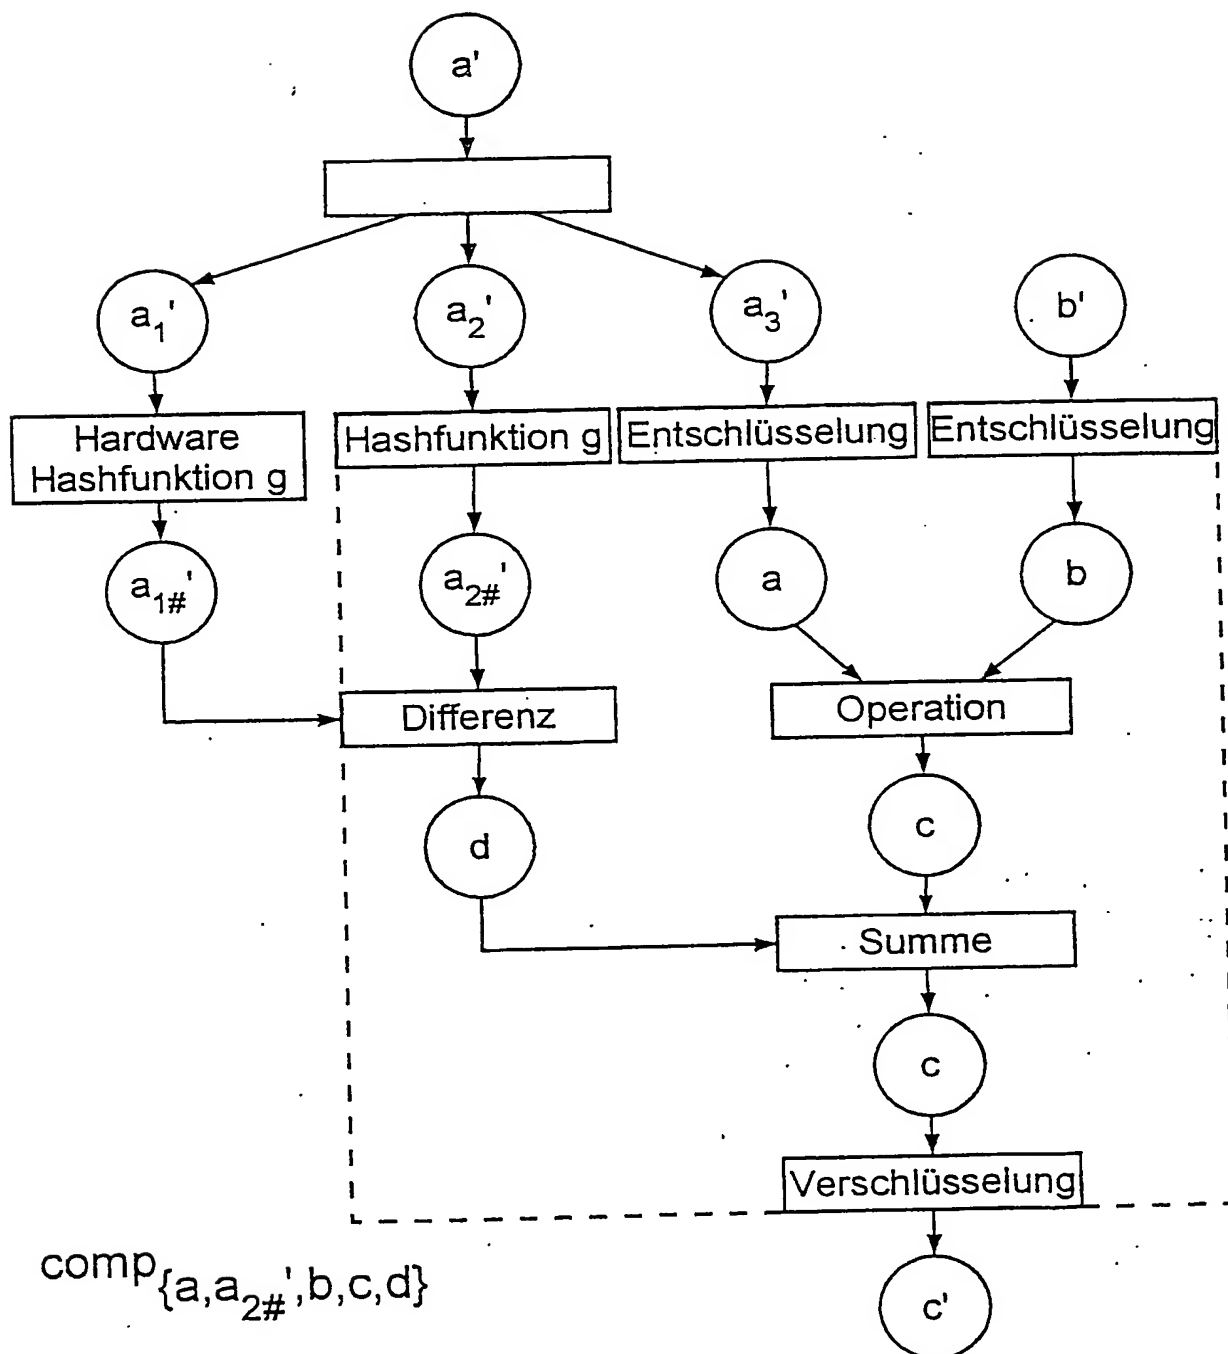 a'
a1'
a2'
a3'
b'
Hardware
Hashfunktion g
Hashfunktion g
Entschlüsselung
Entschlüsselung
a1#'
a2#'
a
b
Differenz
Operation
d
c
Summe
c
Verschlüsselung
comp{a,a2#',b,c,d}
c'